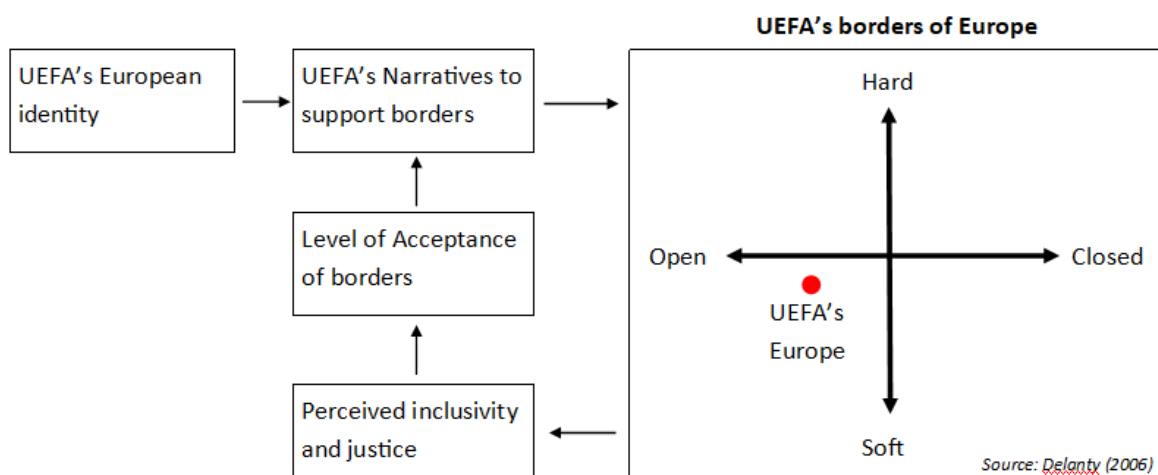 UEFA's borders of Europe
UEFA's European
identity
UEFA's Narratives to
support borders
Level of Acceptance
of borders
Perceived inclusivity
and justice
Hard
Open
Closed
UEFA's
Europe
Soft
Source: Delanty (2006)